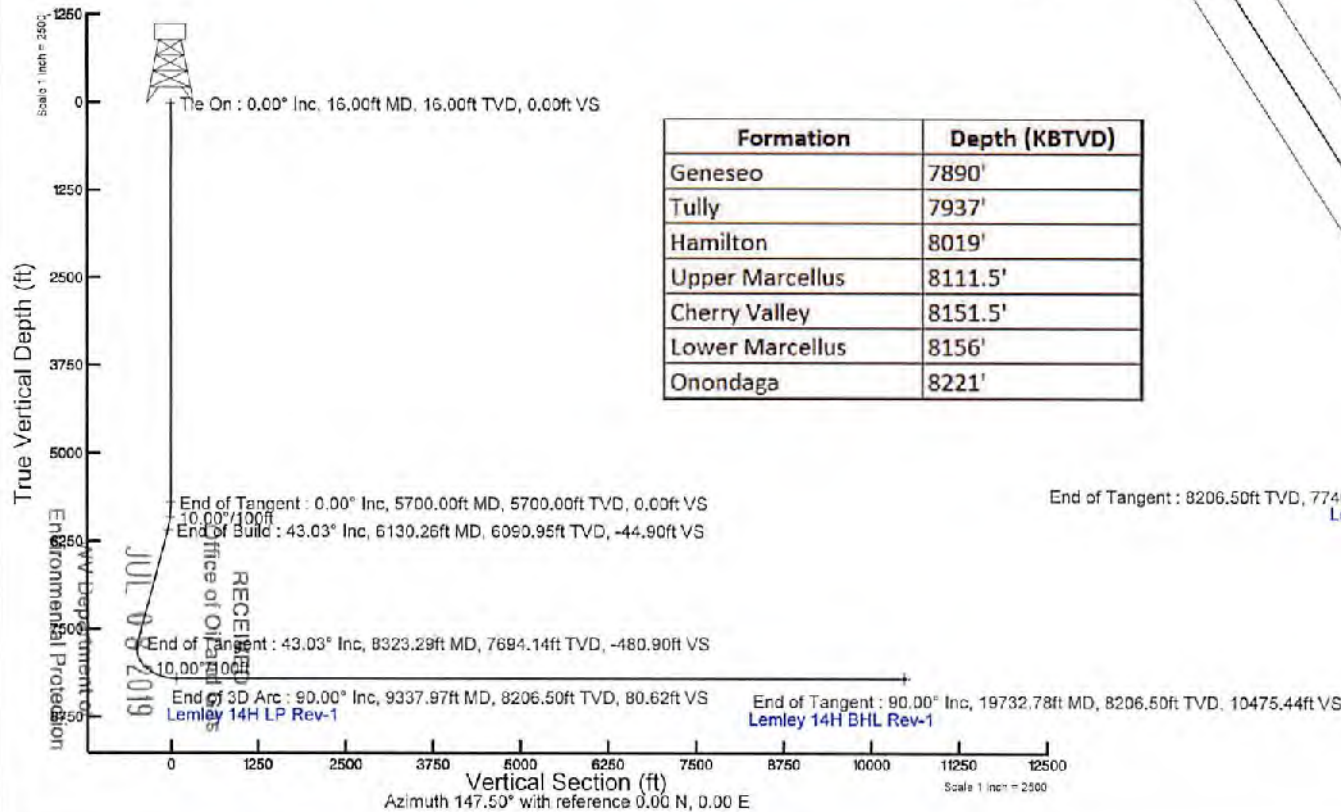 -1250
Scale 1 inch = 2500
0
1250
2500
3750
5000
6250
7500
8750
True Vertical Depth (ft)
Tie On : 0.00° Inc, 16.00ft MD, 16.00ft TVD, 0.00ft VS
Formation Depth (KBTVD)
Geneseo 7890'
Tully 7937'
Hamilton 8019'
Upper Marcellus 8111.5'
Cherry Valley 8151.5'
Lower Marcellus 8156'
Onondaga 8221'
End of Tangent : 0.00° Inc, 5700.00ft MD, 5700.00ft TVD, 0.00ft VS
10.00°/100ft
End of Build : 43.03° Inc, 6130.26ft MD, 6090.95ft TVD, -44.90ft VS
End of Tangent : 8206.50ft TVD, 774
End of Tangent : 43.03° Inc, 8323.29ft MD, 7694.14ft TVD, -480.90ft VS
10.00°/100ft
End of 3D Arc : 90.00° Inc, 9337.97ft MD, 8206.50ft TVD, 80.62ft VS
Lemley 14H LP Rev-1
End of Tangent : 90.00° Inc, 19732.78ft MD, 8206.50ft TVD, 10475.44ft VS
Lemley 14H BHL Rev-1
RECEIVED
Office of Oil and Gas
JUL 08 2019
WV Department of
Environmental Protection
0 1250 2500 3750 5000 6250 7500 8750 10000 11250 12500
Vertical Section (ft)
Azimuth 147.50° with reference 0.00 N, 0.00 E
Scale 1 inch = 2500